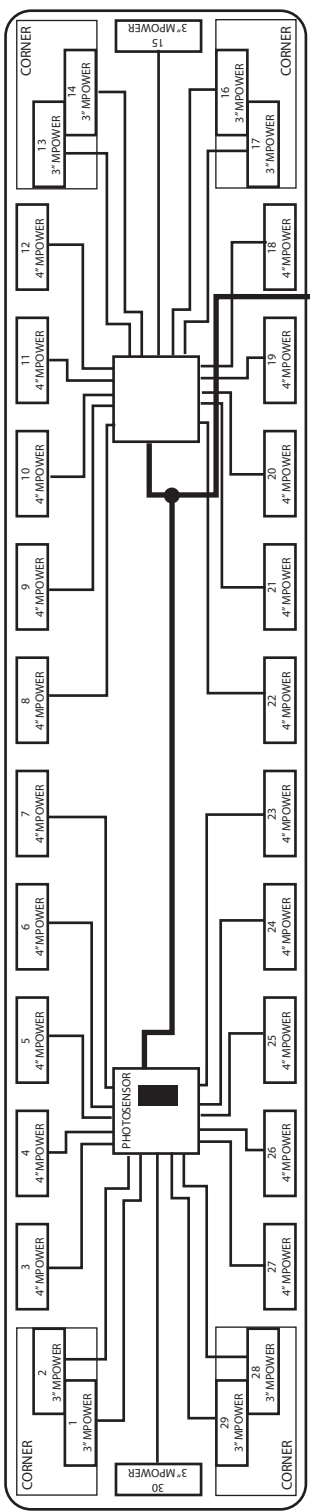 CORNER
14
3" MPOWER
13
3" MPOWER
15
3" MPOWER
CORNER
16
3" MPOWER
17
3" MPOWER
12
4" MPOWER
18
4" MPOWER
11
4" MPOWER
19
4" MPOWER
10
4" MPOWER
20
4" MPOWER
9
4" MPOWER
21
4" MPOWER
8
4" MPOWER
22
4" MPOWER
7
4" MPOWER
23
4" MPOWER
6
4" MPOWER
24
4" MPOWER
5
4" MPOWER
25
4" MPOWER
PHOTOSENSOR
4
4" MPOWER
26
4" MPOWER
3
4" MPOWER
27
4" MPOWER
CORNER
2
3" MPOWER
1
3" MPOWER
30
3" MPOWER
CORNER
28
3" MPOWER
29
3" MPOWER